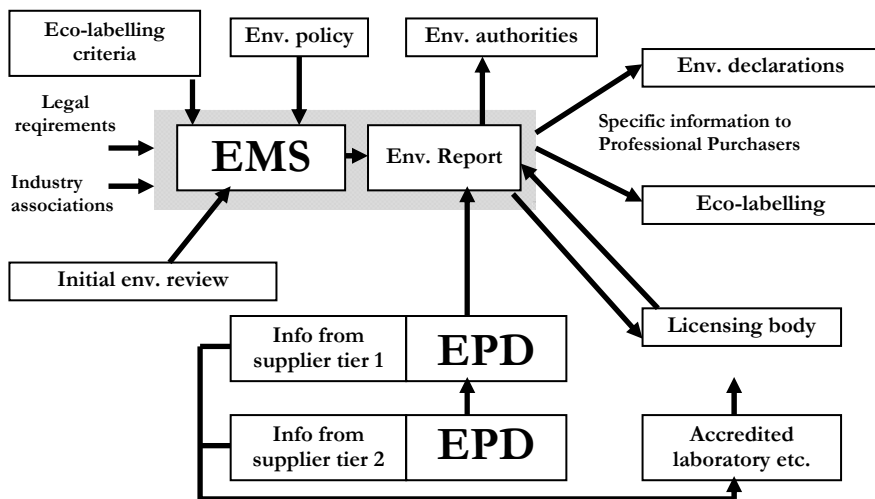 Eco-labelling
criteria
Env. policy
Env. authorities
Env. declarations
Legal
reqirements
Specific information to
Professional Purchasers
EMS
Env. Report
Industry
associations
Eco-labelling
Initial env. review
Info from
supplier tier 1
EPD
Licensing body
Info from
supplier tier 2
EPD
Accredited
laboratory etc.